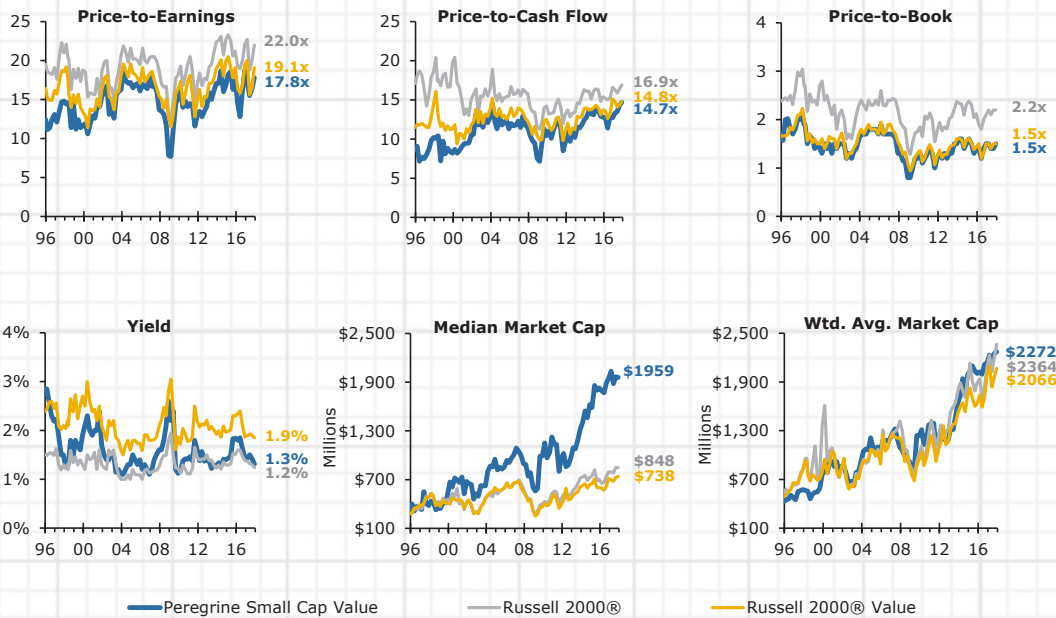 Price-to-Earnings
25
20
15
10
5
0
96 00 04 08 12 16
22.0x
19.1x
17.8x
Price-to-Cash Flow
25
20
15
10
5
0
96 00 04 08 12 16
16.9x
14.8x
14.7x
Price-to-Book
4
3
2
1
0
96 00 04 08 12 16
2.2x
1.5x
1.5x
Yield
4%
3%
2%
1%
0%
96 00 04 08 12 16
1.9%
1.3%
1.2%
Median Market Cap
Millions
$2,500
$1,900
$1,300
$700
$100
96 00 04 08 12 16
$1959
$848
$738
Wtd. Avg. Market Cap
Millions
$2,500
$1,900
$1,300
$700
$100
96 00 04 08 12 16
$2272
$2364
$2066
Peregrine Small Cap Value
Russell 2000®
Russell 2000® Value